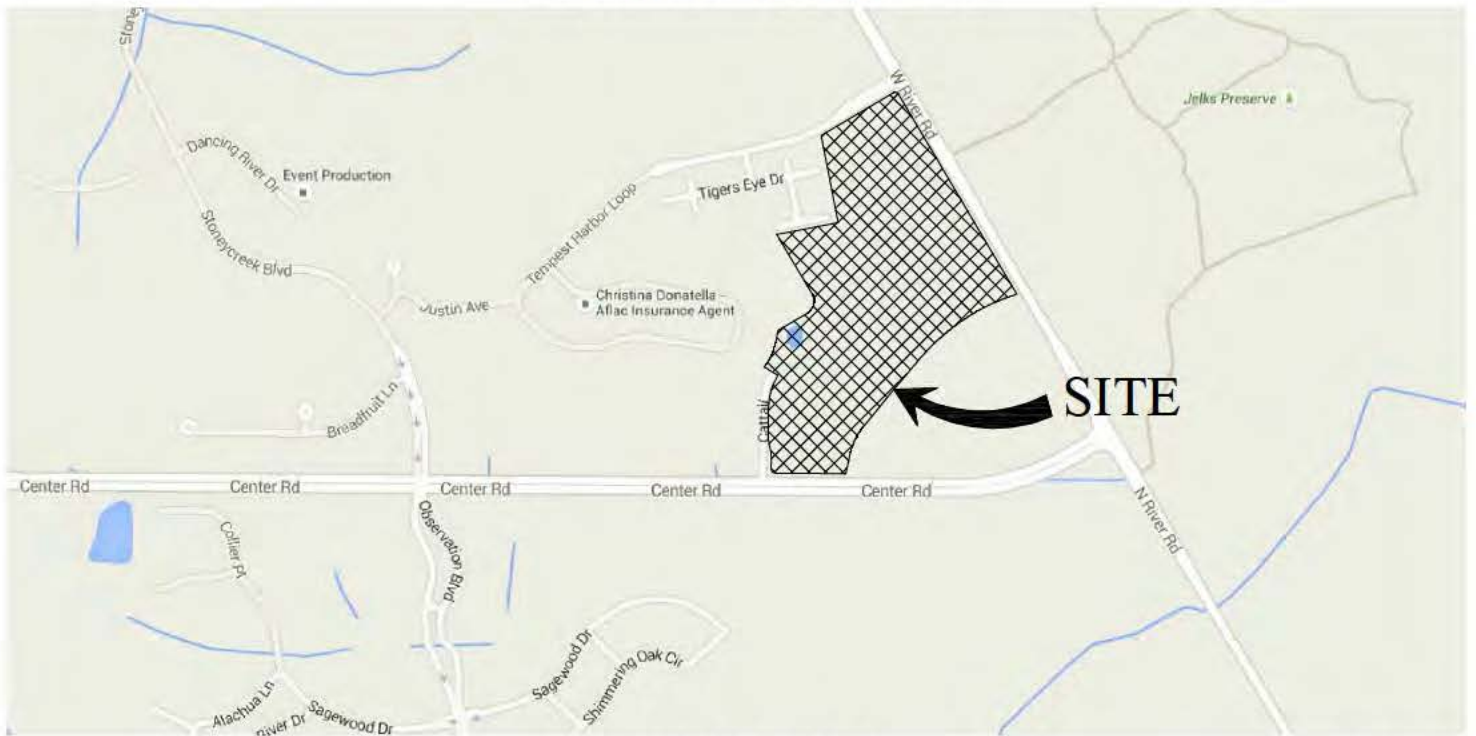 Stoney
W River Rd
Jelks Preserve
Dancing River Dr
Event Production
Tigers Eye Dr
Stoneycreek Blvd
Tempest Harbor Loop
Justin Ave
Christina Donatella -
Aflac Insurance Agent
SITE
Breadfruit Ln
Cattail
Center Rd
Center Rd
Center Rd
Center Rd
Center Rd
Observation Blvd
N River Rd
Collier Pl
Sagewood Dr
Shimmering Oak Cir
Alachua Ln
River Dr
Sagewood Dr